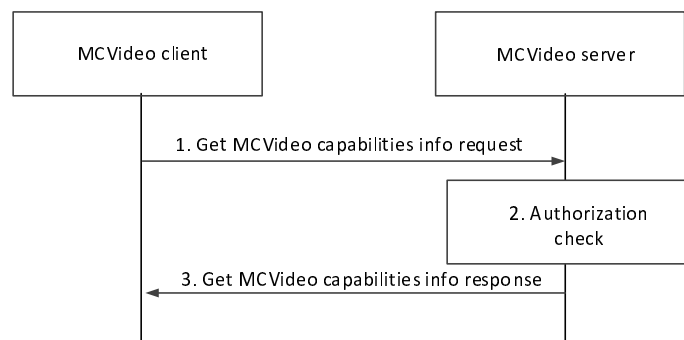 MCVideo client
MCVideo server
1. Get MCVideo capabilities info request
2. Authorization
check
3. Get MCVideo capabilities info response